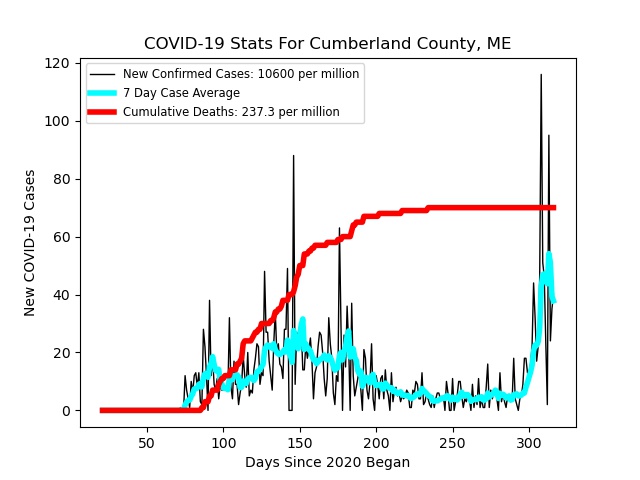 COVID-19 Stats For Cumberland County, ME
New Confirmed Cases: 10600 per million
7 Day Case Average
Cumulative Deaths: 237.3 per million
New COVID-19 Cases
120
100
80
60
40
20
0
50 100 150 200 250 300
Days Since 2020 Began